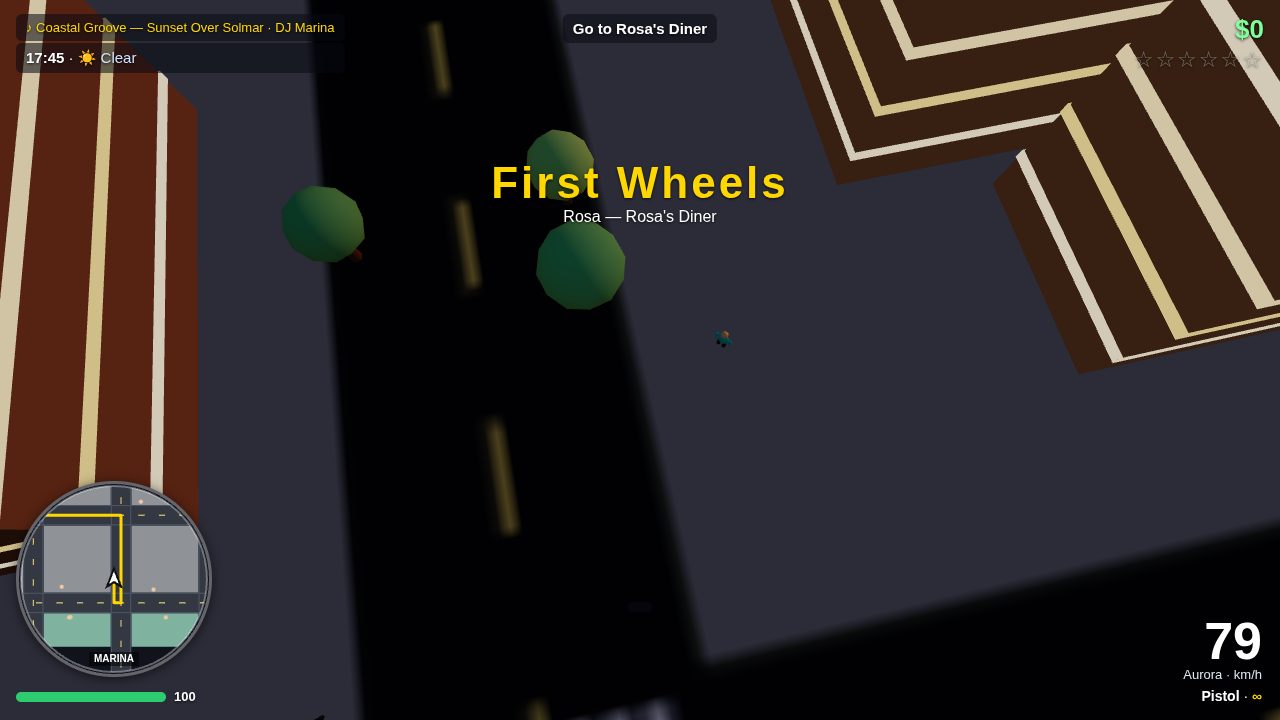 ♪ Coastal Groove — Sunset Over Solmar · DJ Marina
17:45 · ☀️ Clear
Go to Rosa's Diner
$0
☆☆☆☆☆☆
First Wheels
Rosa — Rosa's Diner
MARINA
100
79
Aurora · km/h
Pistol · ∞